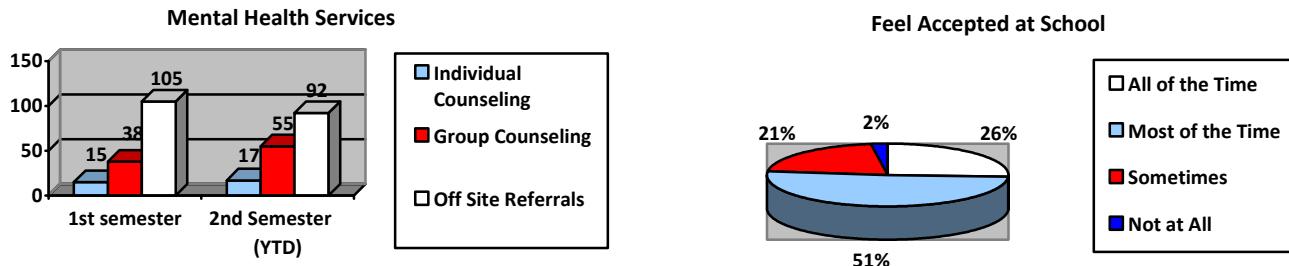 Mental Health Services
150
100
50
0
15
38
105
17
55
92
1st semester
2nd Semester
(YTD)
Individual
Counseling
Group Counseling
Off Site Referrals
Feel Accepted at School
21%
2%
26%
51%
All of the Time
Most of the Time
Sometimes
Not at All